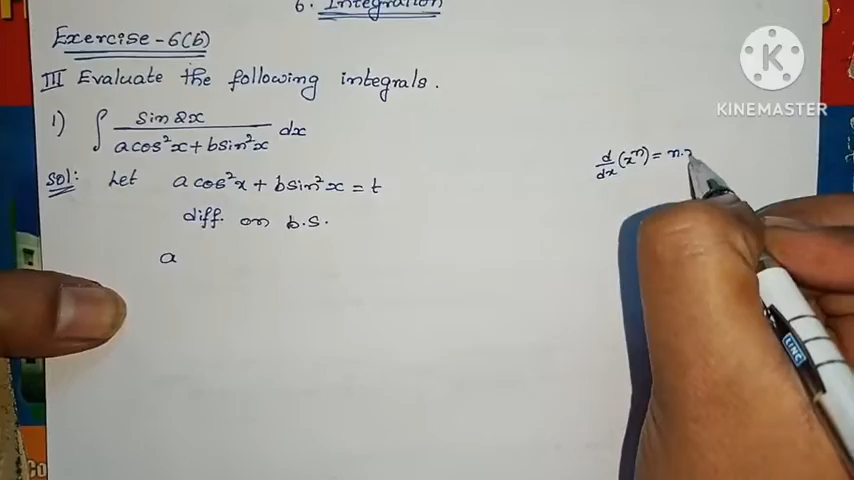 6. Integration
Exercise-6(b)
III Evaluate the following integrals.
1) ∫ sin2x / (acos²x + bsin²x) dx
Sol: Let acos²x + bsin²x = t
diff. on b.s.
a
d/dx (xⁿ) = n.
K
KINEMASTER
LINC